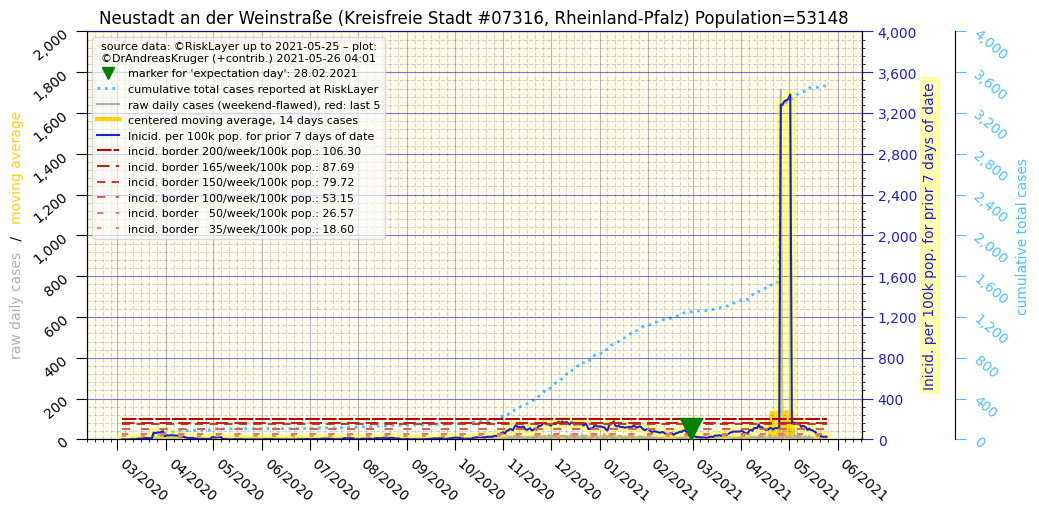 Neustadt an der Weinstraße (Kreisfreie Stadt #07316, Rheinland-Pfalz) Population=53148
source data: ©RiskLayer up to 2021-05-25 – plot:
©DrAndreasKruger (+contrib.) 2021-05-26 04:01
marker for 'expectation day': 28.02.2021
cumulative total cases reported at RiskLayer
raw daily cases (weekend-flawed), red: last 5
centered moving average, 14 days cases
Inicid. per 100k pop. for prior 7 days of date
incid. border 200/week/100k pop.: 106.30
incid. border 165/week/100k pop.: 87.69
incid. border 150/week/100k pop.: 79.72
incid. border 100/week/100k pop.: 53.15
incid. border 50/week/100k pop.: 26.57
incid. border 35/week/100k pop.: 18.60
raw daily cases / moving average
2,000
1,800
1,600
1,400
1,200
1,000
800
600
400
200
0
4,000
3,600
3,200
2,800
2,400
2,000
1,600
1,200
800
400
0
Inicid. per 100k pop. for prior 7 days of date
4,000
3,600
3,200
2,800
2,400
2,000
1,600
1,200
800
400
0
cumulative total cases
03/2020
04/2020
05/2020
06/2020
07/2020
08/2020
09/2020
10/2020
11/2020
12/2020
01/2021
02/2021
03/2021
04/2021
05/2021
06/2021